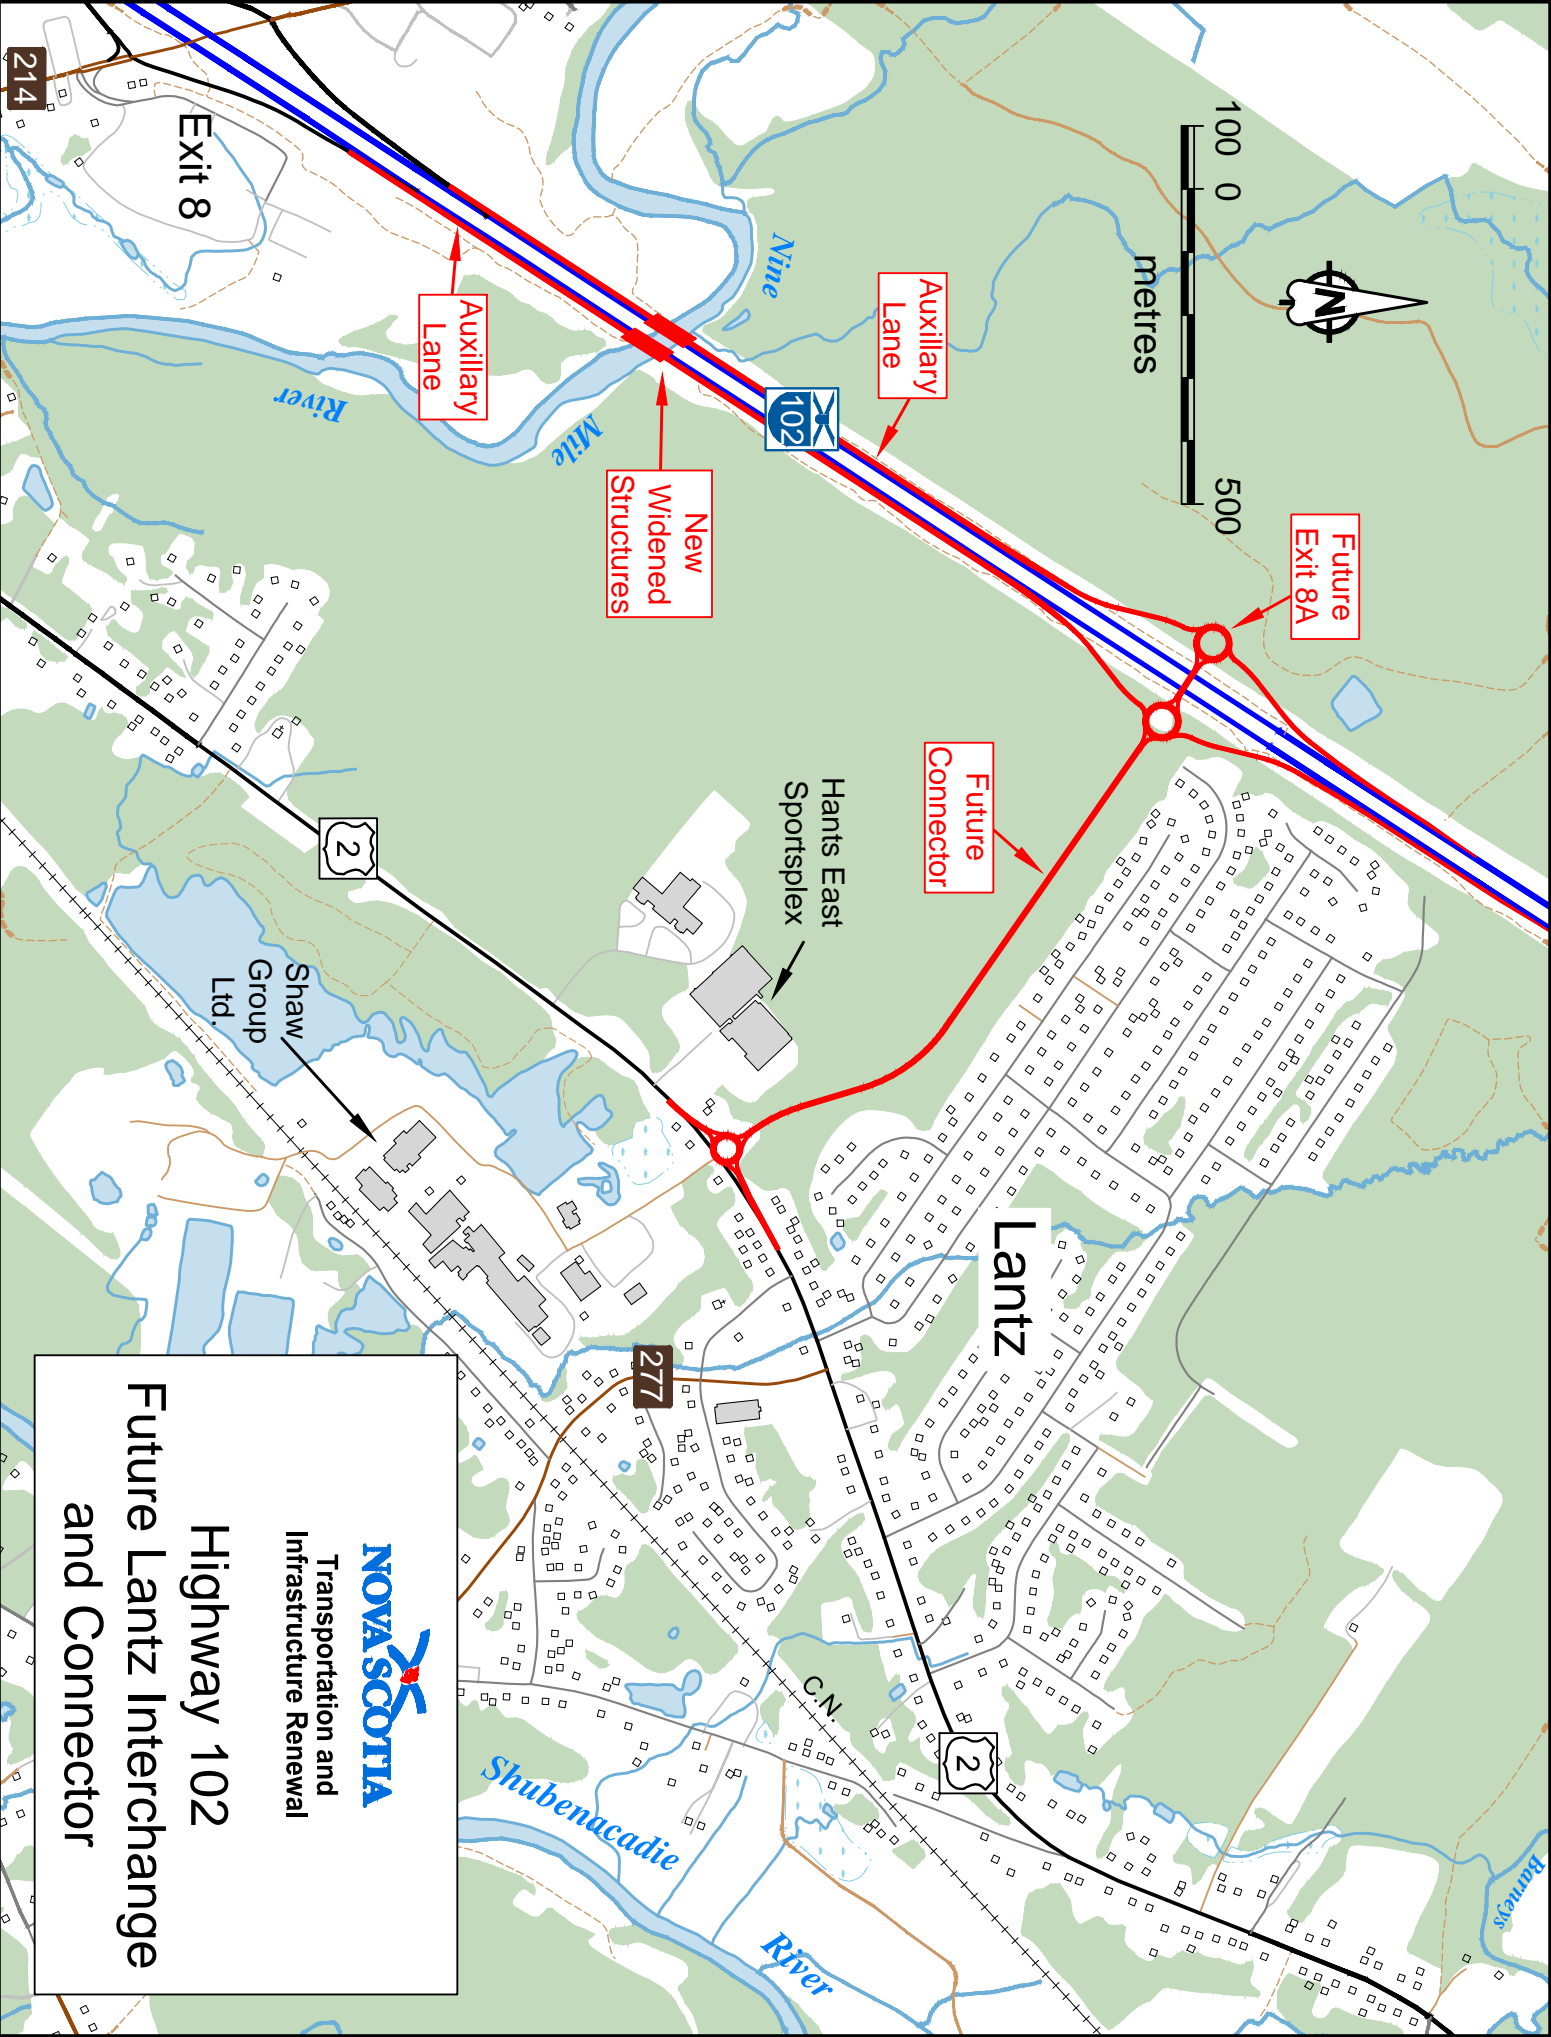 100 0 500
metres
N
Future
Exit 8A
Auxillary
Lane
Nine
Mile
River
102
New
Widened
Structures
Auxillary
Lane
Exit 8
214
Future
Connector
Hants East
Sportsplex
Lantz
2
Shaw
Group
Ltd.
277
C.N.
2
Barneys
Shubenacadie
River
NOVA SCOTIA
Transportation and
Infrastructure Renewal
Highway 102
Future Lantz Interchange
and Connector